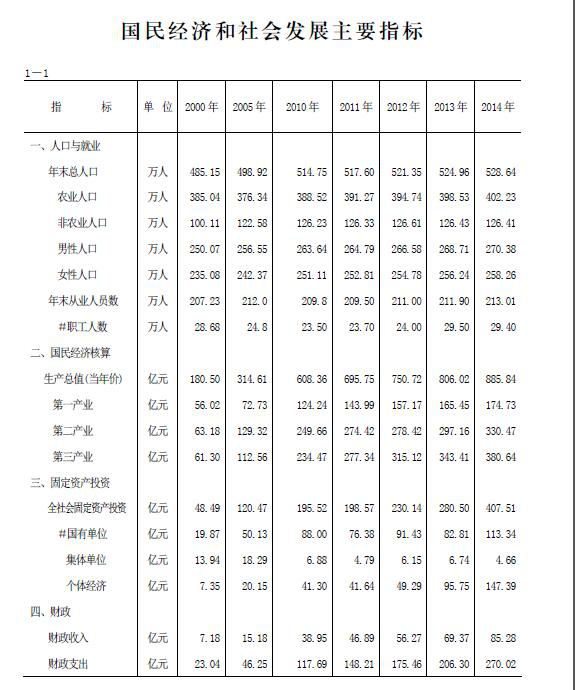 国民经济和社会发展主要指标
1－1
指 标 单 位 2000 年 2005 年 2010 年 2011 年 2012 年 2013 年 2014 年
一、人口与就业
年末总人口 万人 485.15 498.92 514.75 517.60 521.35 524.96 528.64
农业人口 万人 385.04 376.34 388.52 391.27 394.74 398.53 402.23
非农业人口 万人 100.11 122.58 126.23 126.33 126.61 126.43 126.41
男性人口 万人 250.07 256.55 263.64 264.79 266.58 268.71 270.38
女性人口 万人 235.08 242.37 251.11 252.81 254.78 256.24 258.26
年末从业人员数 万人 207.23 212.0 209.8 209.50 211.00 211.90 213.01
#职工人数 万人 28.68 24.8 23.50 23.70 24.00 29.50 29.40
二、国民经济核算
生产总值(当年价) 亿元 180.50 314.61 608.36 695.75 750.72 806.02 885.84
第一产业 亿元 56.02 72.73 124.24 143.99 157.17 165.45 174.73
第二产业 亿元 63.18 129.32 249.66 274.42 278.42 297.16 330.47
第三产业 亿元 61.30 112.56 234.47 277.34 315.12 343.41 380.64
三、固定资产投资
全社会固定资产投资 亿元 48.49 120.47 195.52 198.57 230.14 280.50 407.51
#国有单位 亿元 19.87 50.13 88.00 76.38 91.43 82.81 113.34
集体单位 亿元 13.94 18.29 6.88 4.79 6.15 6.74 4.66
个体经济 亿元 7.35 20.15 41.30 41.64 49.29 95.75 147.39
四、财政
财政收入 亿元 7.18 15.18 38.95 46.89 56.27 69.37 85.28
财政支出 亿元 23.04 46.25 117.69 148.21 175.46 206.30 270.02